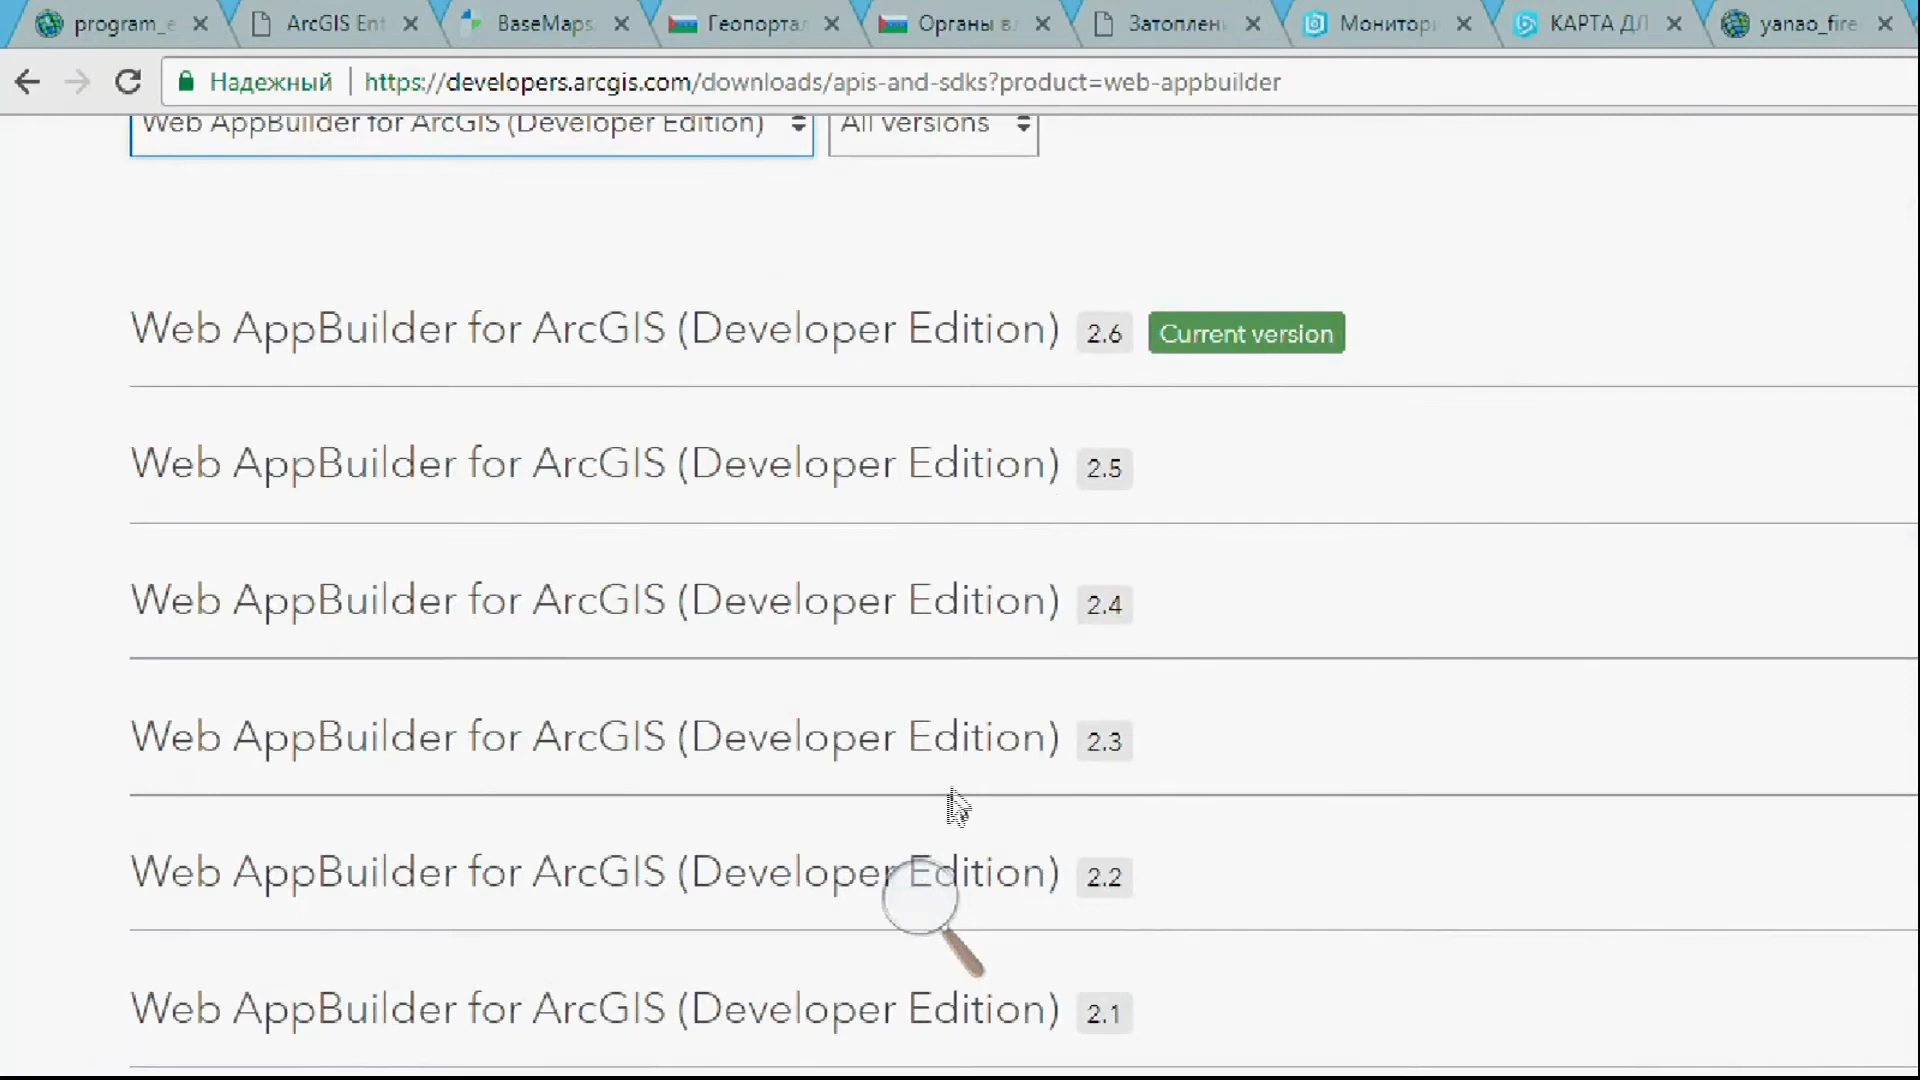 program_e
ArcGIS Ent
BaseMaps
Геопортал
Органы в
Затоплен
Монитор
КАРТА ДЛ
yanao_fire
Надежный
https://developers.arcgis.com/downloads/apis-and-sdks?product=web-appbuilder
Web AppBuilder for ArcGIS (Developer Edition)
All versions
Web AppBuilder for ArcGIS (Developer Edition) 2.6 Current version
Web AppBuilder for ArcGIS (Developer Edition) 2.5
Web AppBuilder for ArcGIS (Developer Edition) 2.4
Web AppBuilder for ArcGIS (Developer Edition) 2.3
Web AppBuilder for ArcGIS (Developer Edition) 2.2
Web AppBuilder for ArcGIS (Developer Edition) 2.1